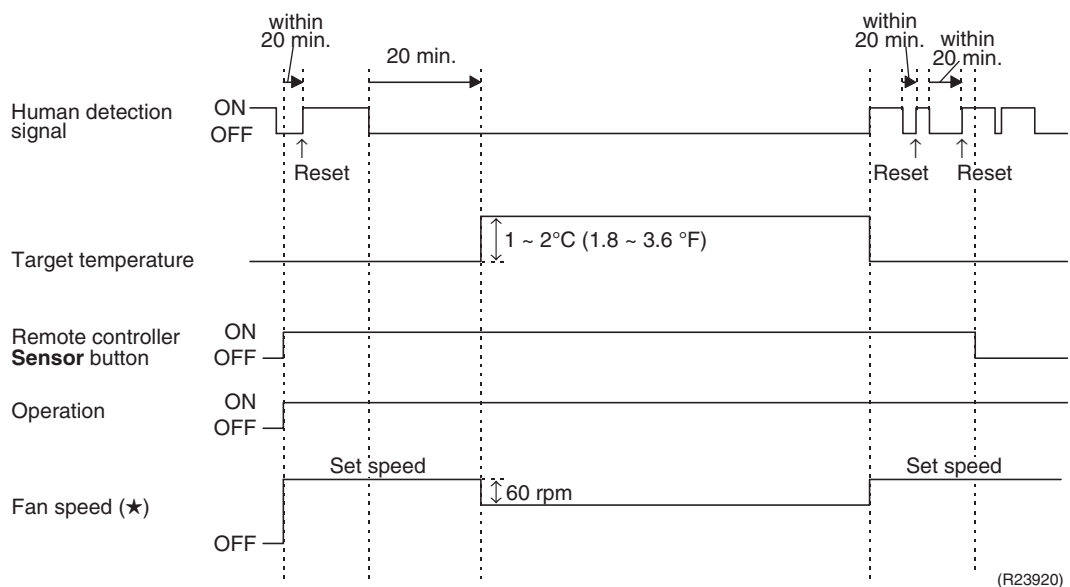 within
20 min.
20 min.
within
20 min.
within
20 min.
Human detection
signal
ON
OFF
Reset
Reset
Reset
Target temperature
1 ~ 2°C (1.8 ~ 3.6 °F)
Remote controller
Sensor button
ON
OFF
Operation
ON
OFF
Fan speed (★)
Set speed
60 rpm
Set speed
OFF
(R23920)